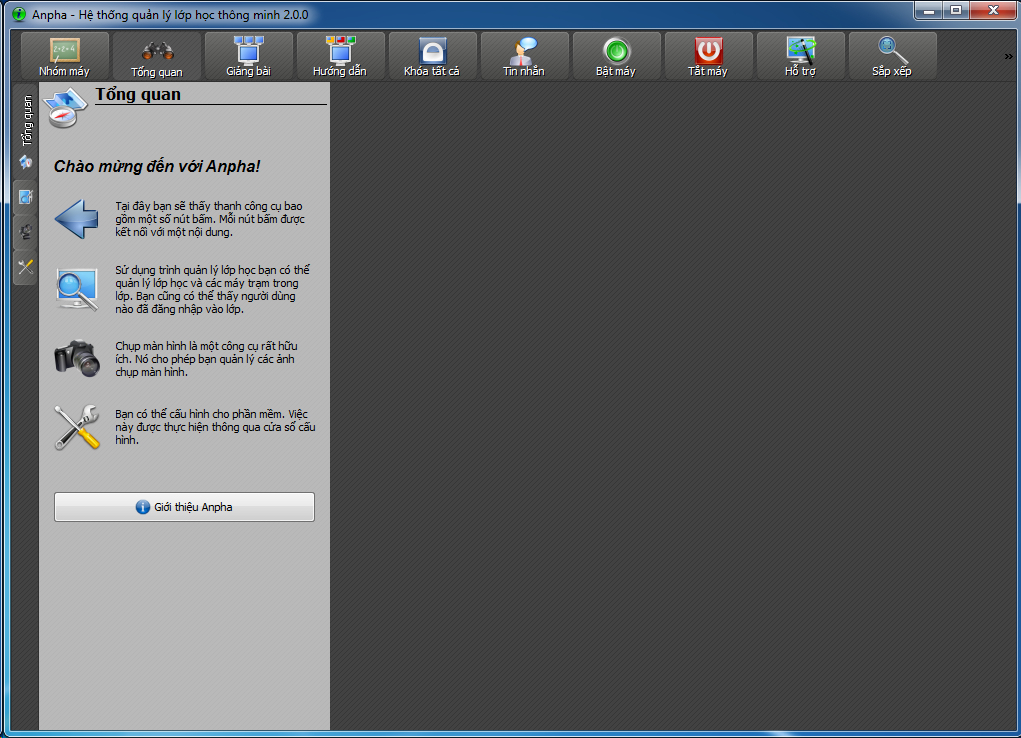 Anpha - Hệ thống quản lý lớp học thông minh 2.0.0
Nhóm máy
Tổng quan
Giảng bài
Hướng dẫn
Khóa tất cả
Tin nhắn
Bật máy
Tắt máy
Hỗ trợ
Sắp xếp
»
Tổng quan
Tổng quan
Chào mừng đến với Anpha!
Tại đây bạn sẽ thấy thanh công cụ bao
gồm một số nút bấm. Mỗi nút bấm được
kết nối với một nội dung.
Sử dụng trình quản lý lớp học bạn có thể
quản lý lớp học và các máy trạm trong
lớp. Bạn cũng có thể thấy người dùng
nào đã đăng nhập vào lớp.
Chụp màn hình là một công cụ rất hữu
ích. Nó cho phép bạn quản lý các ảnh
chụp màn hình.
Bạn có thể cấu hình cho phần mềm. Việc
này được thực hiện thông qua cửa sổ cấu
hình.
Giới thiệu Anpha